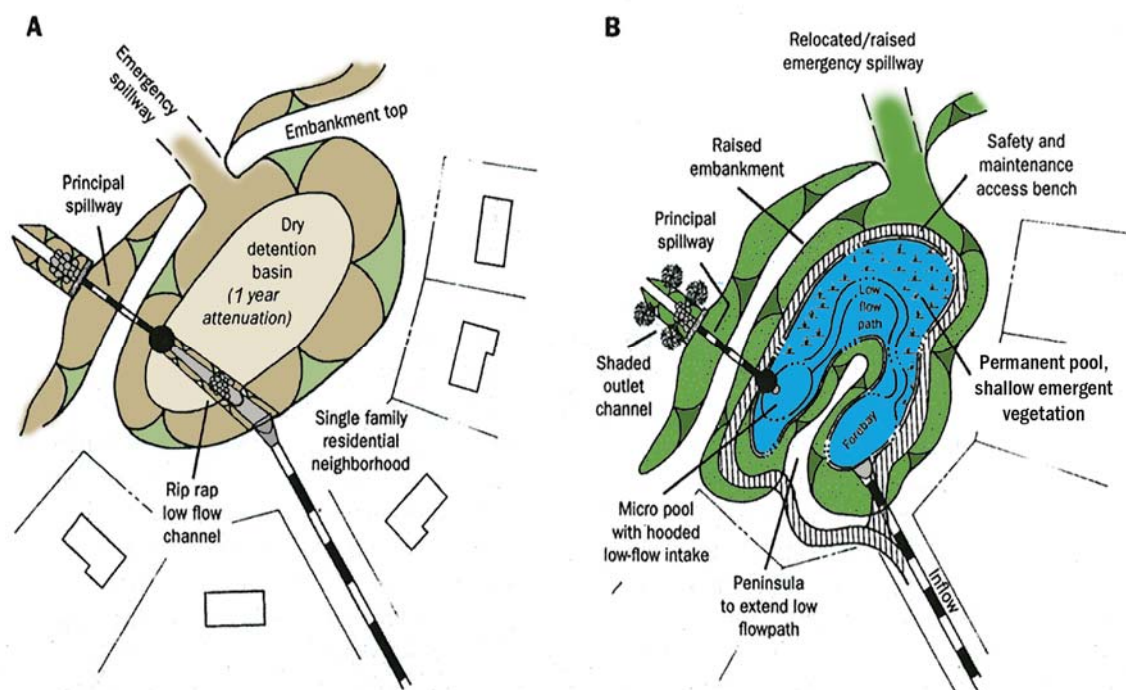 A
Emergency
spillway
Embankment top
Principal
spillway
Dry
detention
basin
(1 year
attenuation)
Single family
residential
neighborhood
Rip rap
low flow
channel
B
Relocated/raised
emergency spillway
Raised
embankment
Safety and
maintenance
access bench
Principal
spillway
Low
flow
path
Shaded
outlet
channel
Permanent pool,
shallow emergent
vegetation
Forebay
Micro pool
with hooded
low-flow intake
Peninsula
to extend low
flowpath
Inflow